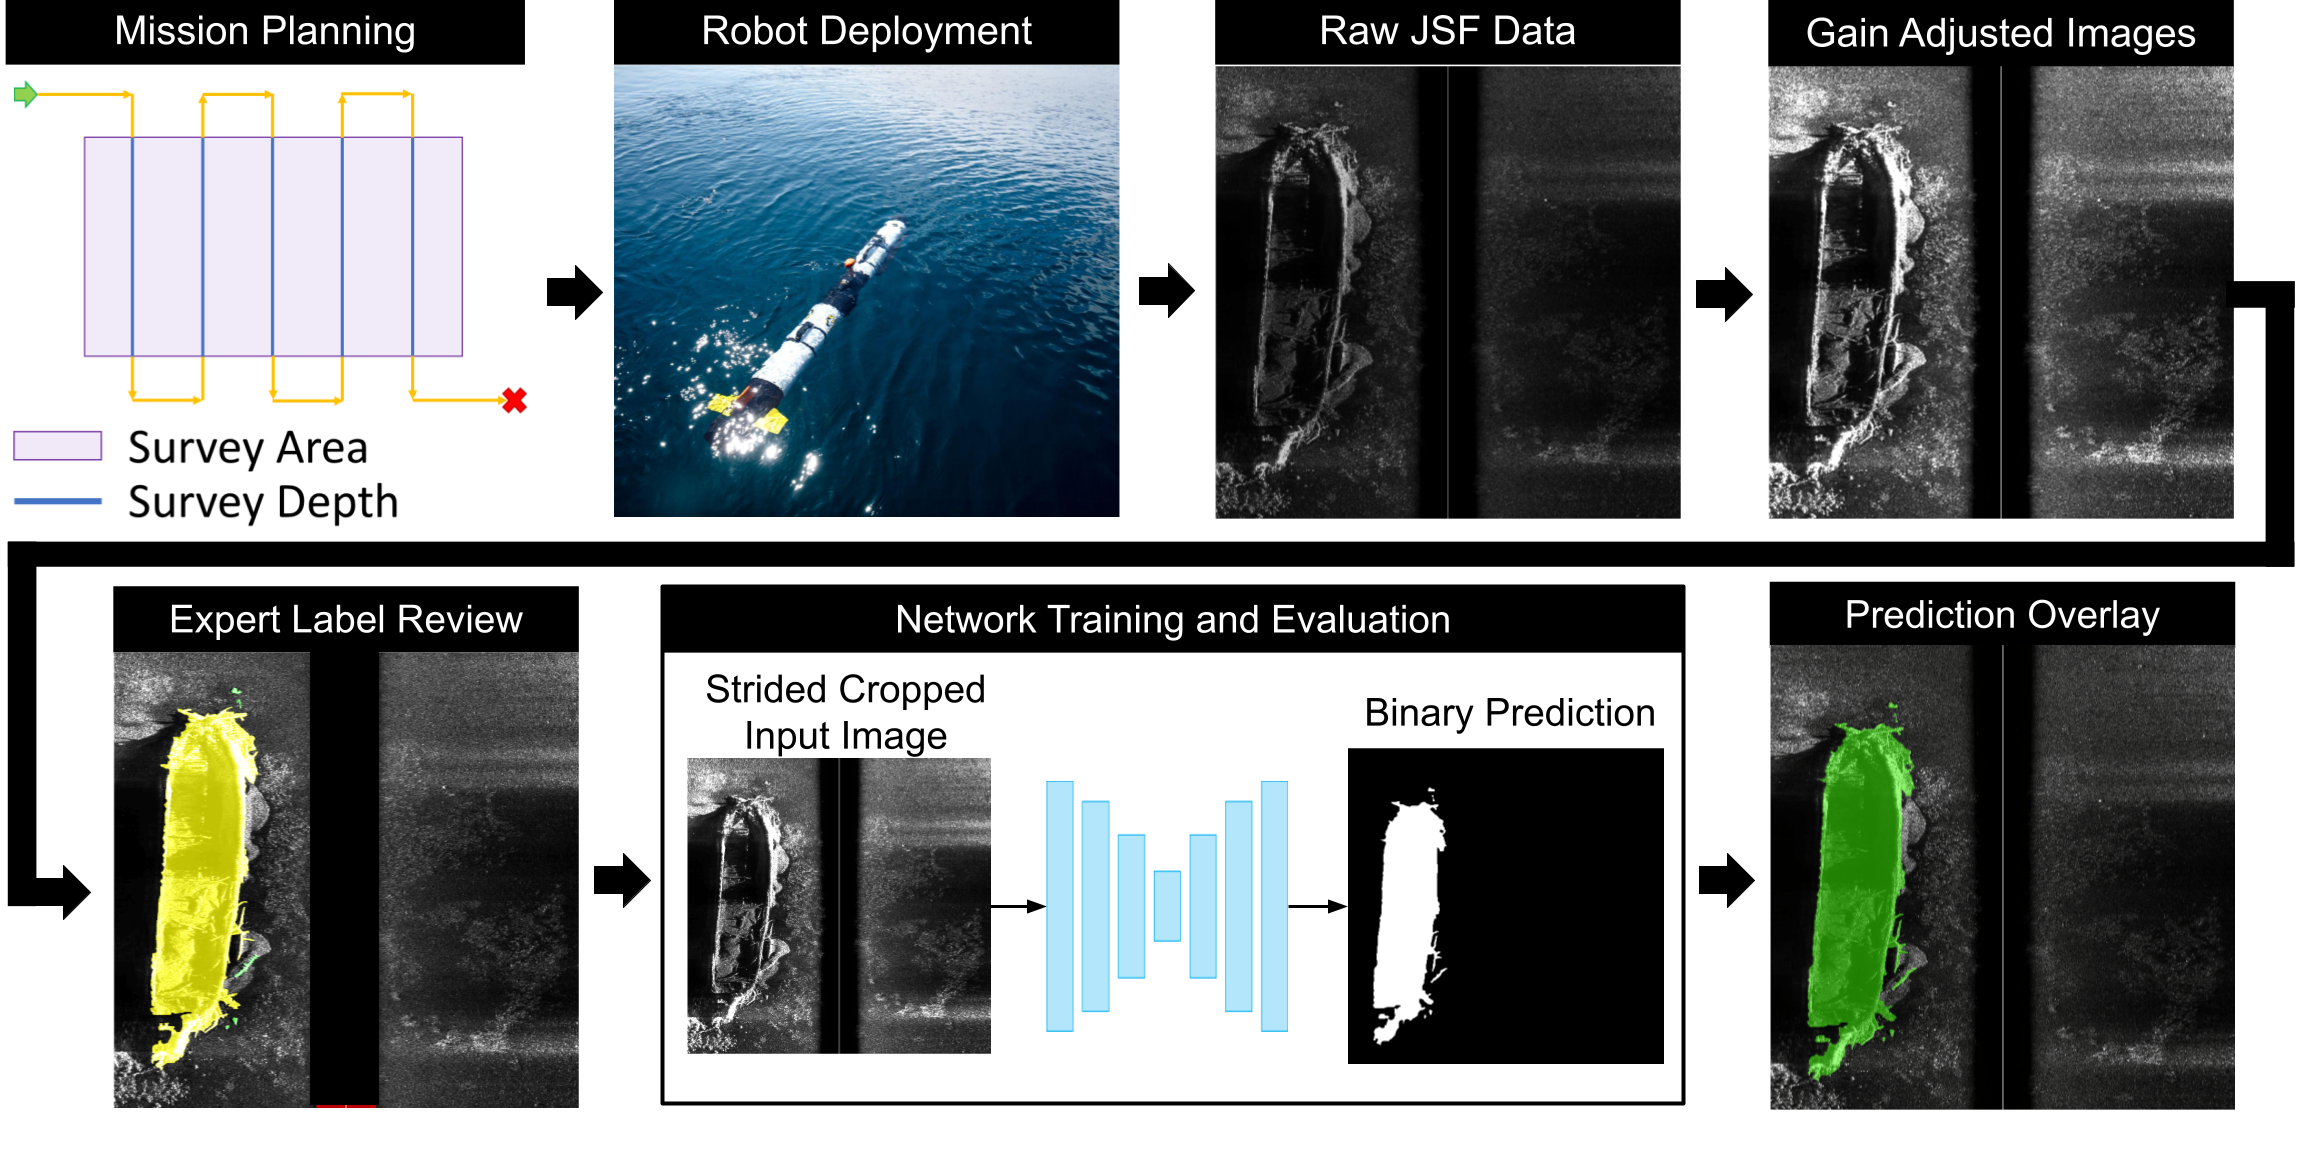 Mission Planning
Robot Deployment
Raw JSF Data
Gain Adjusted Images
Survey Area
Survey Depth
Expert Label Review
Network Training and Evaluation
Strided Cropped
Input Image
Binary Prediction
Prediction Overlay